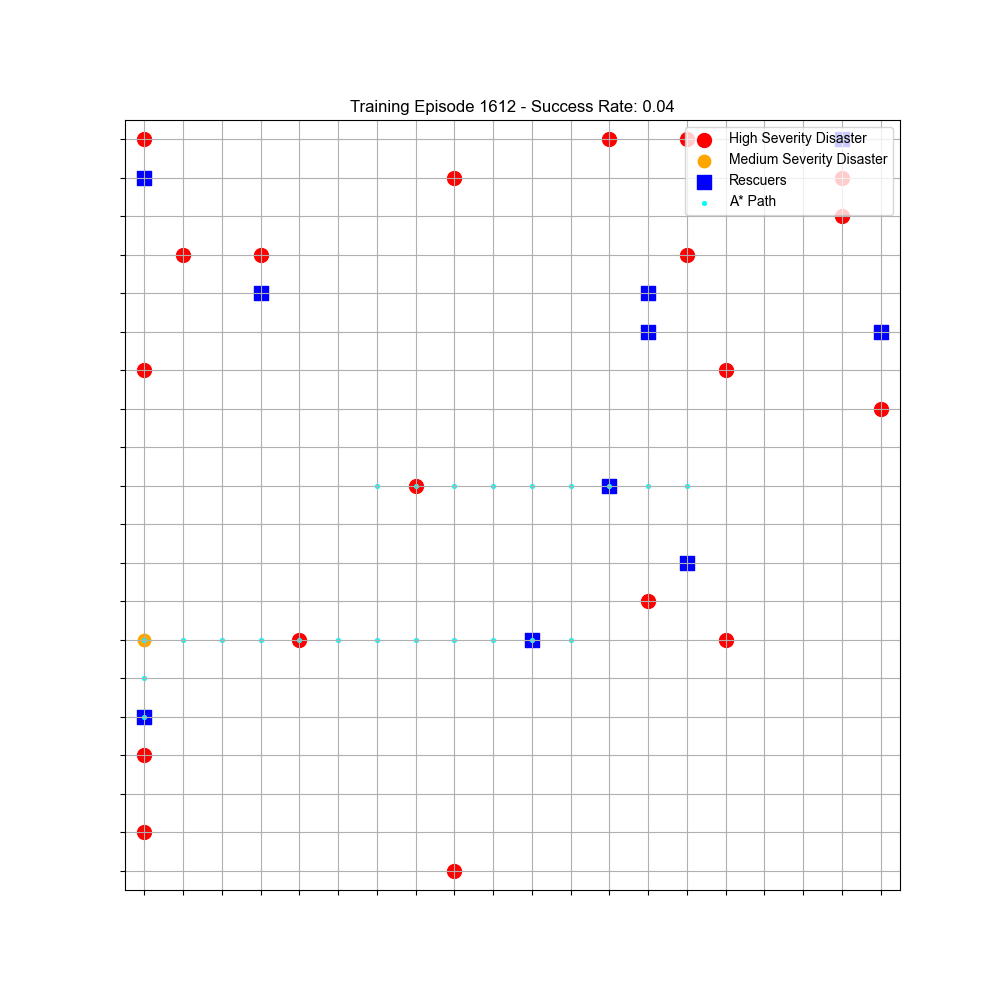 Training Episode 1612 - Success Rate: 0.04
High Severity Disaster
Medium Severity Disaster
Rescuers
A* Path